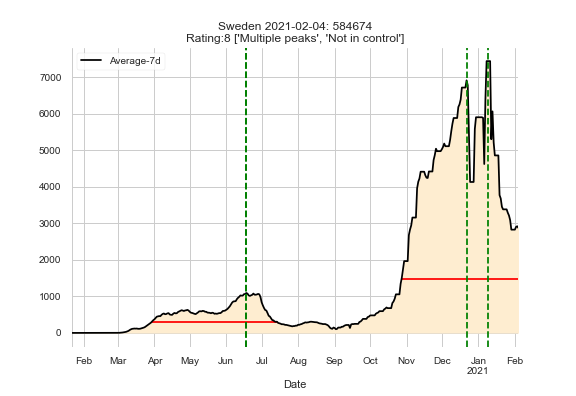 Sweden 2021-02-04: 584674
Rating:8 ['Multiple peaks', 'Not in control']
Average-7d
7000
6000
5000
4000
3000
2000
1000
0
Feb Mar Apr May Jun Jul Aug Sep Oct Nov Dec Jan Feb
2021
Date